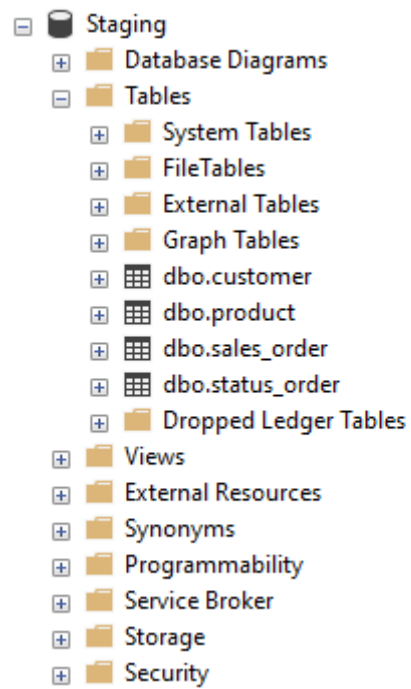 Staging
Database Diagrams
Tables
System Tables
FileTables
External Tables
Graph Tables
dbo.customer
dbo.product
dbo.sales_order
dbo.status_order
Dropped Ledger Tables
Views
External Resources
Synonyms
Programmability
Service Broker
Storage
Security